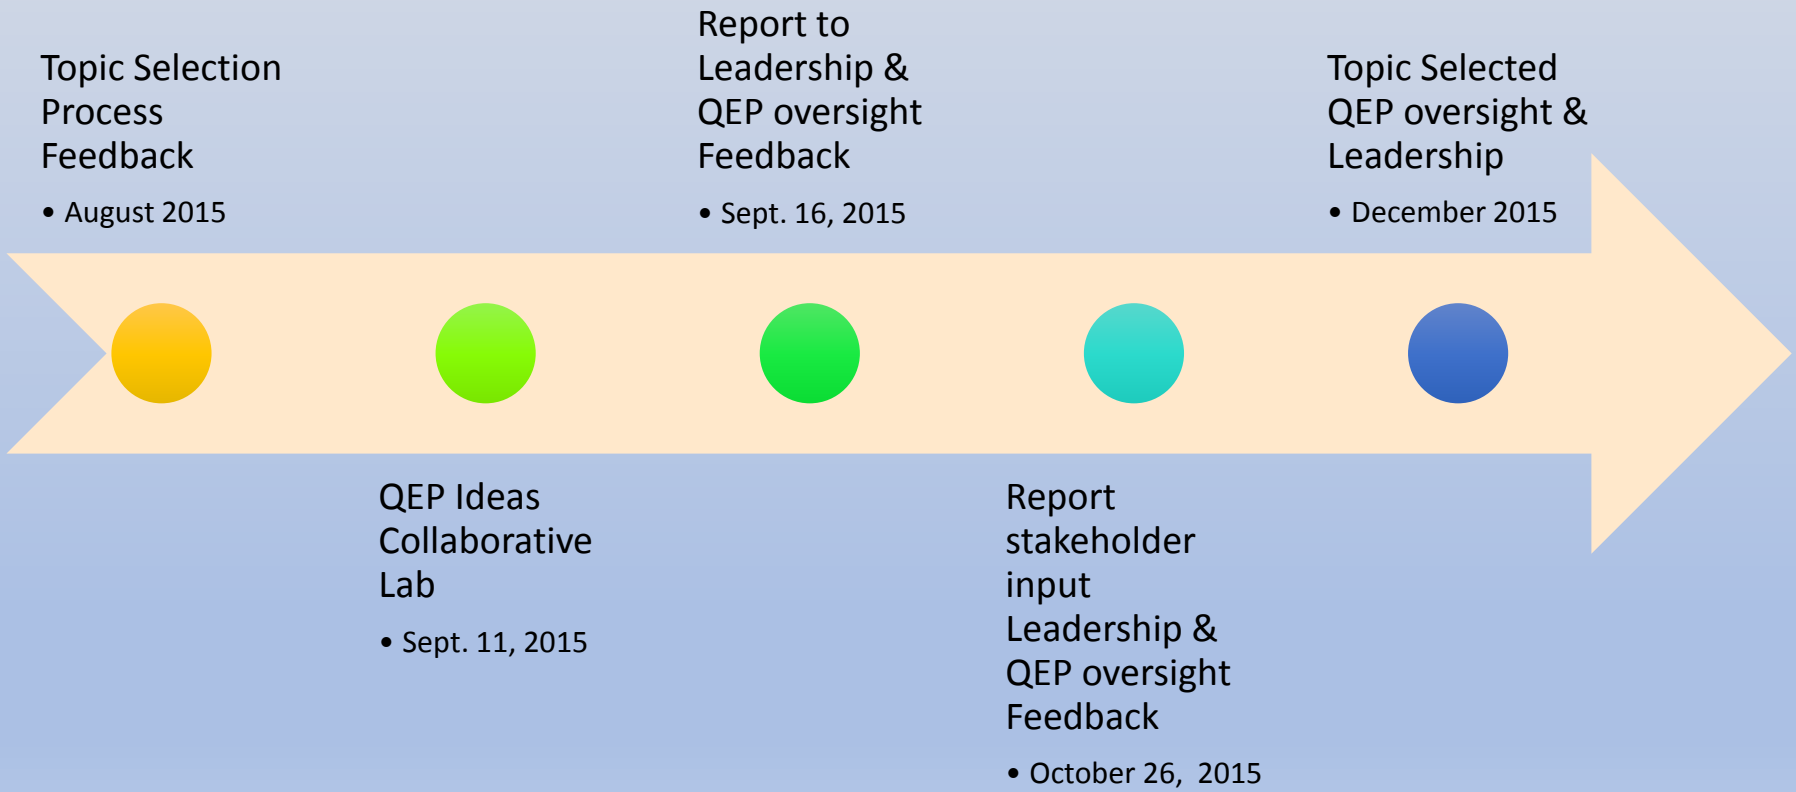 Topic Selection
Process
Feedback
• August 2015
QEP Ideas
Collaborative
Lab
• Sept. 11, 2015
Report to
Leadership &
QEP oversight
Feedback
• Sept. 16, 2015
Report
stakeholder
input
Leadership &
QEP oversight
Feedback
• October 26,  2015
Topic Selected
QEP oversight &
Leadership
• December 2015